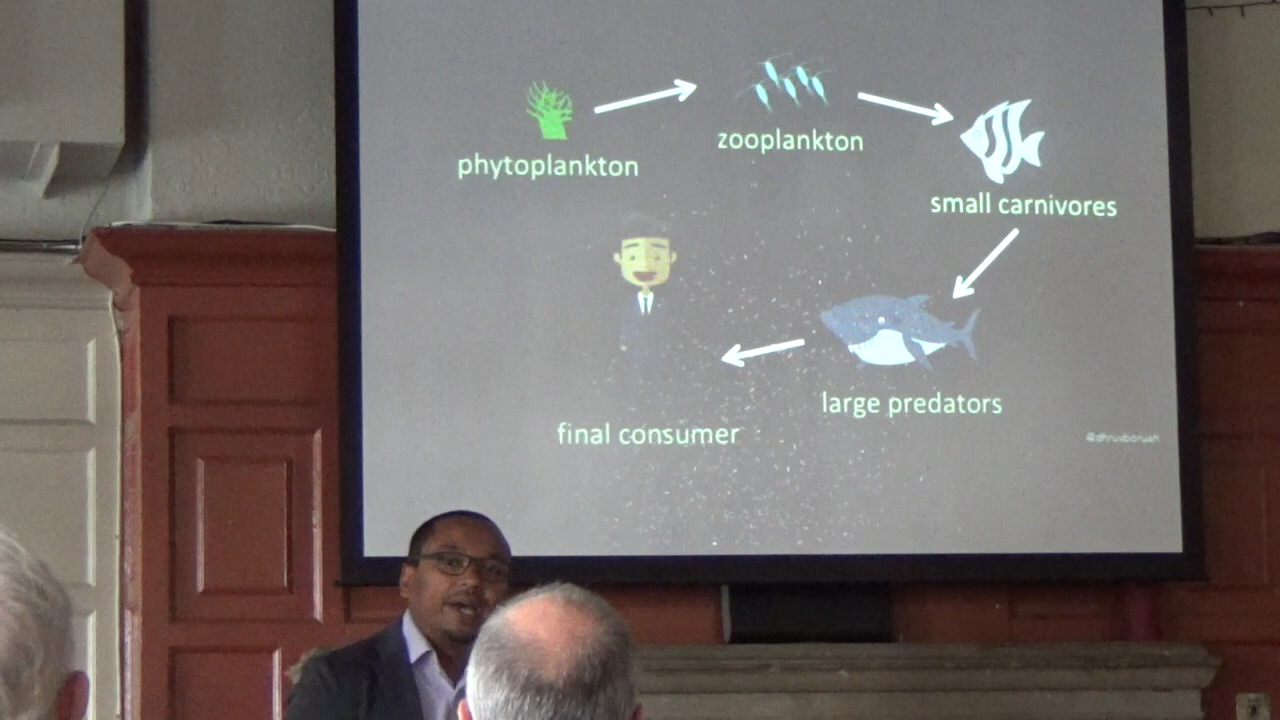 phytoplankton
zooplankton
small carnivores
large predators
final consumer
@dhruvboruah